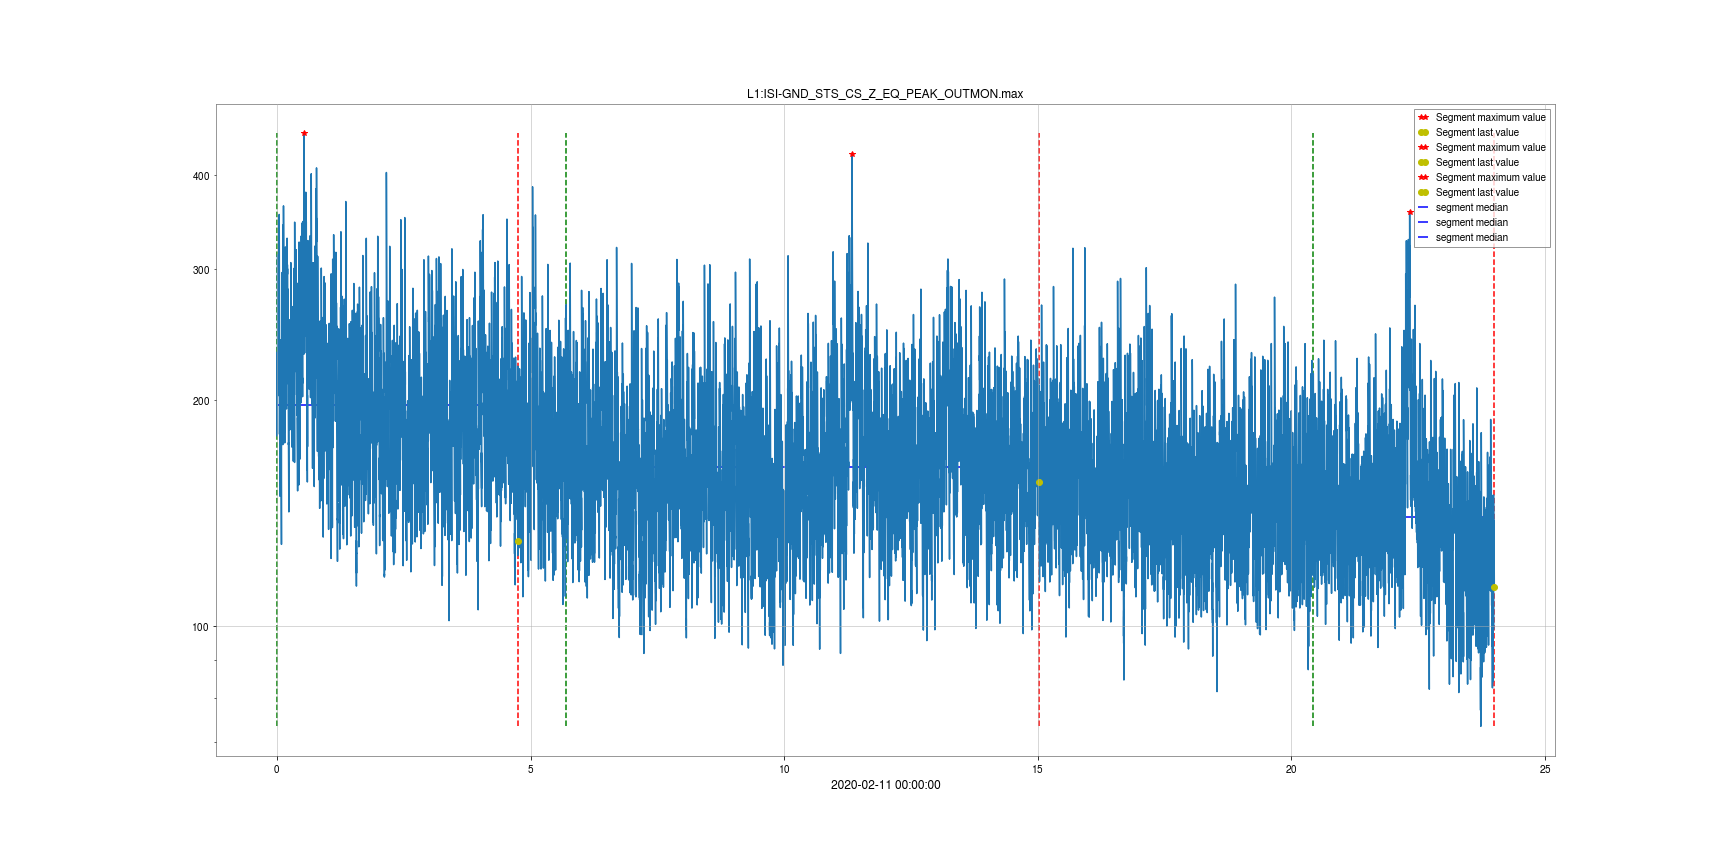 L1:ISI-GND_STS_CS_Z_EQ_PEAK_OUTMON.max
Segment maximum value
Segment last value
Segment maximum value
Segment last value
Segment maximum value
Segment last value
segment median
segment median
segment median
400
300
200
100
0 5 10 15 20 25
2020-02-11 00:00:00